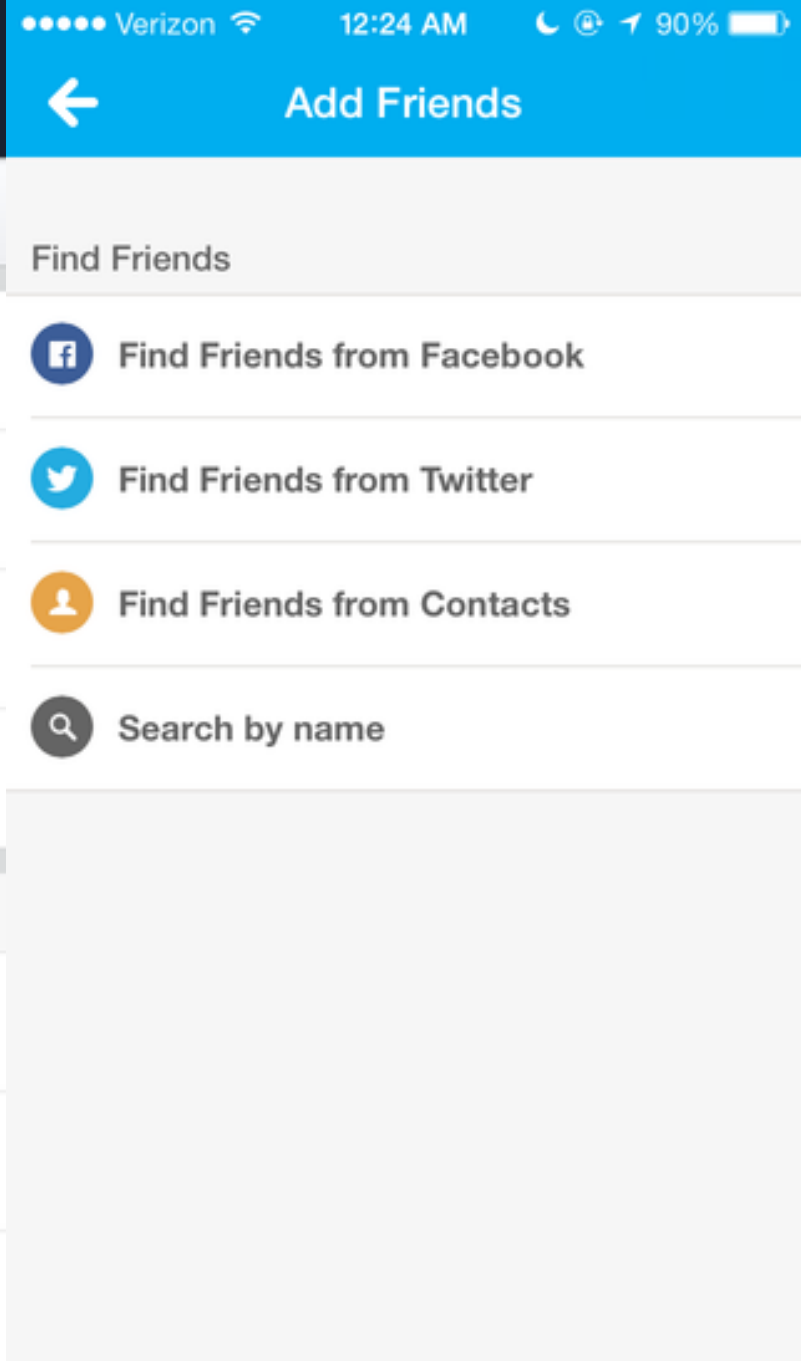 Verizon 12:24 AM 90%
Add Friends
Find Friends
Find Friends from Facebook
Find Friends from Twitter
Find Friends from Contacts
Search by name